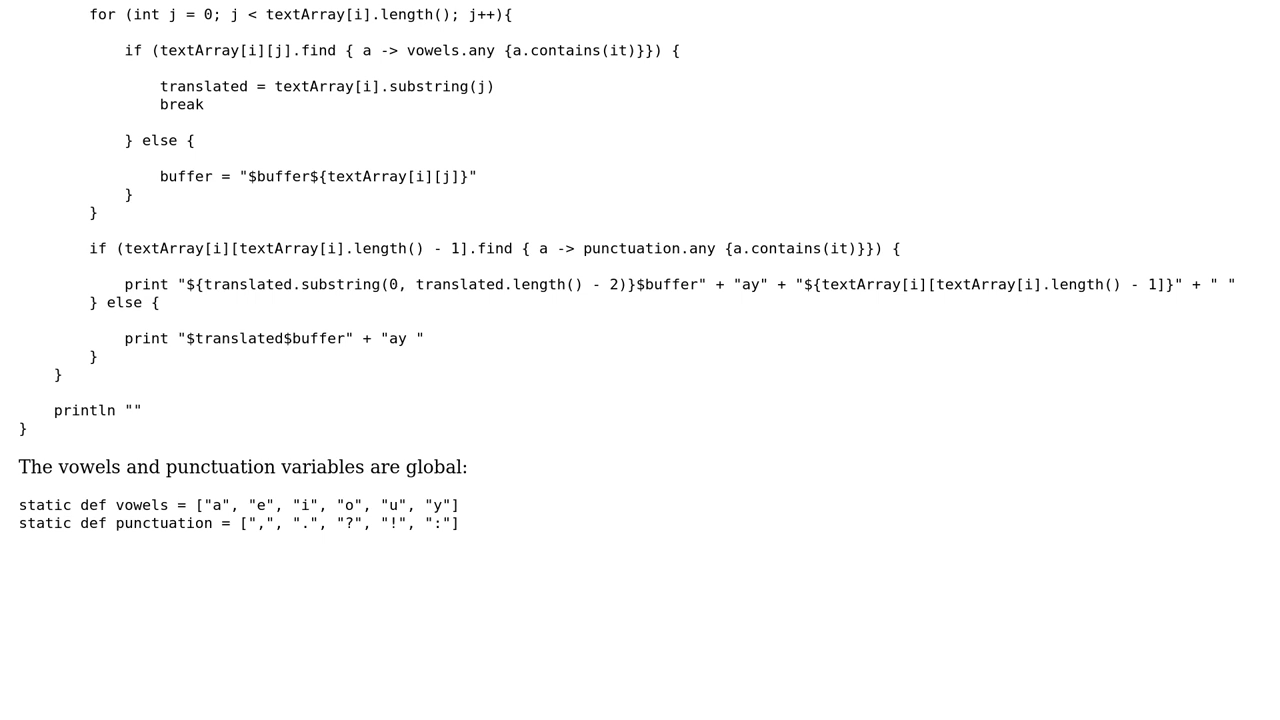 for (int j = 0; j < textArray[i].length(); j++){
if (textArray[i][j].find { a -> vowels.any {a.contains(it)}}) {
translated = textArray[i].substring(j)
break
} else {
buffer = "$buffer${textArray[i][j]}"
}
}
if (textArray[i][textArray[i].length() - 1].find { a -> punctuation.any {a.contains(it)}}) {
print "${translated.substring(0, translated.length() - 2)}$buffer" + "ay" + "${textArray[i][textArray[i].length() - 1]}" + " "
} else {
print "$translated$buffer" + "ay "
}
}
println ""
}
The vowels and punctuation variables are global:
static def vowels = ["a", "e", "i", "o", "u", "y"]
static def punctuation = [",", ".", "?", "!", ":"]